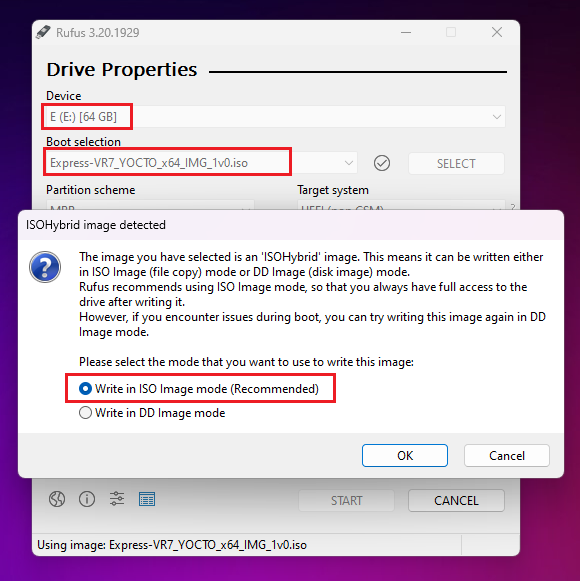 Rufus 3.20.1929
Drive Properties
Device
E (E:) [64 GB]
Boot selection
Express-VR7_YOCTO_x64_IMG_1v0.iso
SELECT
Partition scheme
Target system
MBR
UEFI (non CSM)
?
ISOHybrid image detected
The image you have selected is an 'ISOHybrid' image. This means it can be written either
in ISO Image (file copy) mode or DD Image (disk image) mode.
Rufus recommends using ISO Image mode, so that you always have full access to the
drive after writing it.
However, if you encounter issues during boot, you can try writing this image again in DD
Image mode.
Please select the mode that you want to use to write this image:
Write in ISO Image mode (Recommended)
Write in DD Image mode
OK
Cancel
START
CANCEL
Using image: Express-VR7_YOCTO_x64_IMG_1v0.iso